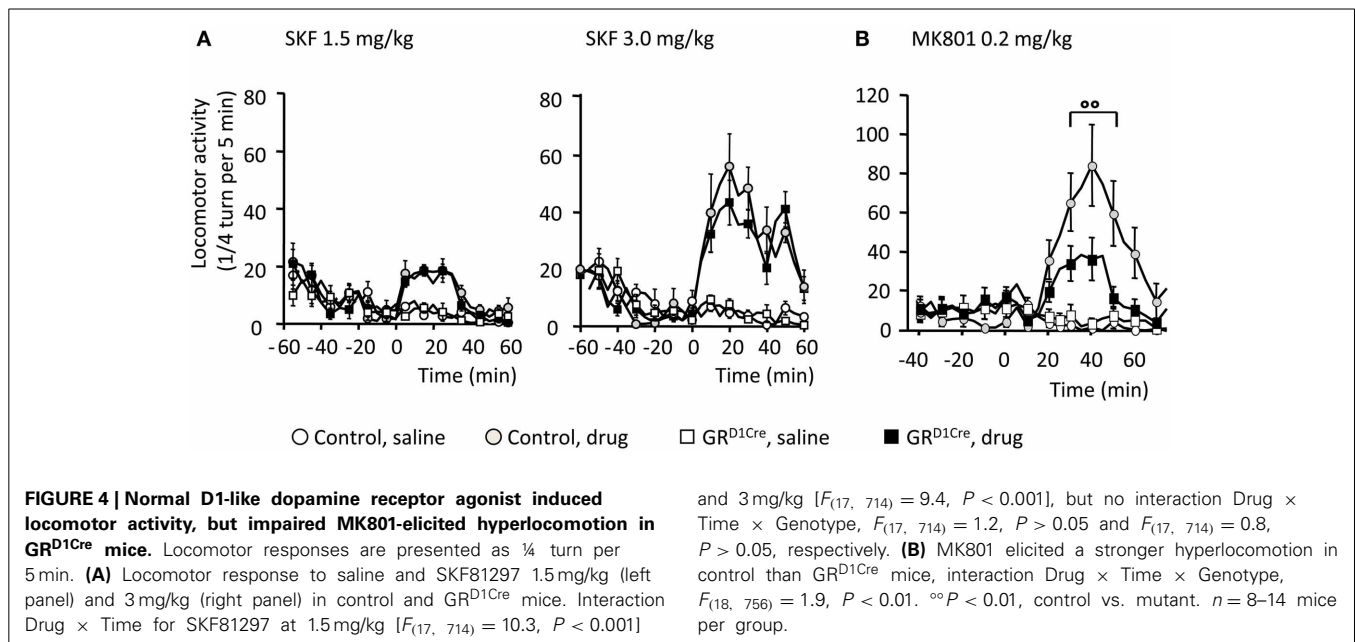 A
SKF 1.5 mg/kg
SKF 3.0 mg/kg
B
MK801 0.2 mg/kg
Locomotor activity
(1/4 turn per 5 min)
80
60
40
20
0
-60 -40 -20 0 20 40 60
Time (min)
80
60
40
20
0
-60 -40 -20 0 20 40 60
Time (min)
°°
120
100
80
60
40
20
0
-40 -20 0 20 40 60
Time (min)
Control, saline
Control, drug
GR^D1Cre, saline
GR^D1Cre, drug
FIGURE 4 | Normal D1-like dopamine receptor agonist induced
locomotor activity, but impaired MK801-elicited hyperlocomotion in
GR^D1Cre mice. Locomotor responses are presented as ¼ turn per
5 min. (A) Locomotor response to saline and SKF81297 1.5 mg/kg (left
panel) and 3 mg/kg (right panel) in control and GR^D1Cre mice. Interaction
Drug × Time for SKF81297 at 1.5 mg/kg [F(17, 714) = 10.3, P < 0.001]
and 3 mg/kg [F(17, 714) = 9.4, P < 0.001], but no interaction Drug ×
Time × Genotype, F(17, 714) = 1.2, P > 0.05 and F(17, 714) = 0.8,
P > 0.05, respectively. (B) MK801 elicited a stronger hyperlocomotion in
control than GR^D1Cre mice, interaction Drug × Time × Genotype,
F(18, 756) = 1.9, P < 0.01. °°P < 0.01, control vs. mutant. n = 8–14 mice
per group.